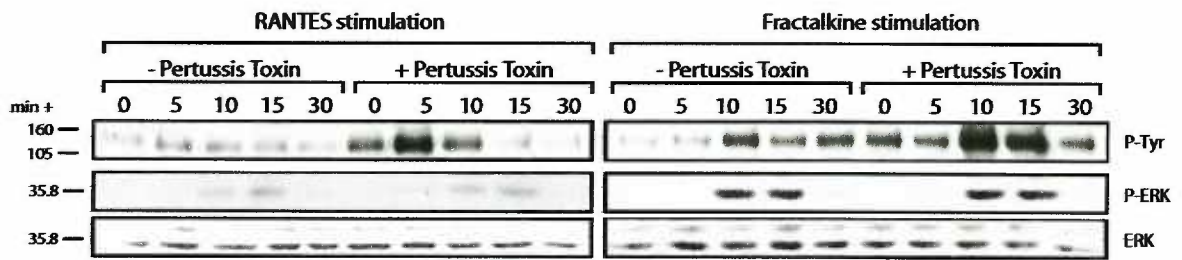 RANTES stimulation Fractalkine stimulation
- Pertussis Toxin + Pertussis Toxin - Pertussis Toxin + Pertussis Toxin
min + 0 5 10 15 30 0 5 10 15 30 0 5 10 15 30 0 5 10 15 30
160 P-Tyr
105
35.8 P-ERK
35.8 ERK